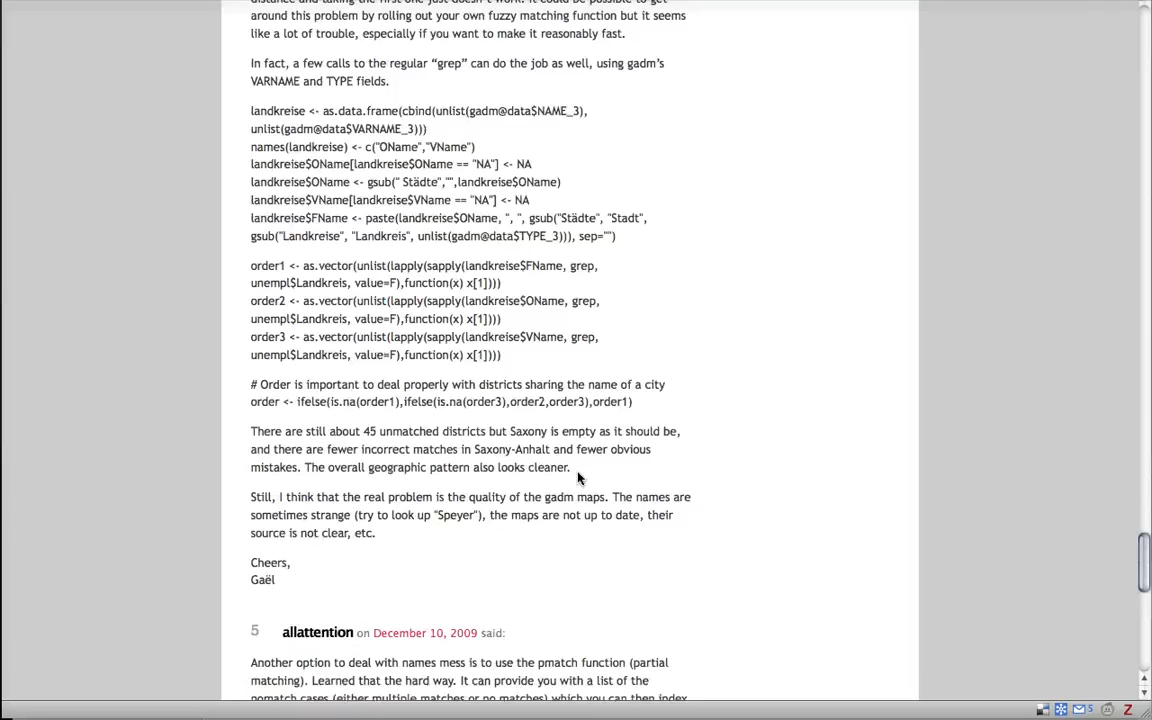 distance and taking the first one just doesn't work. It could be possible to get
around this problem by rolling out your own fuzzy matching function but it seems
like a lot of trouble, especially if you want to make it reasonably fast.
In fact, a few calls to the regular “grep” can do the job as well, using gadm’s
VARNAME and TYPE fields.
landkreise <- as.data.frame(cbind(unlist(gadm@data$NAME_3),
unlist(gadm@data$VARNAME_3)))
names(landkreise) <- c("OName","VName")
landkreise$OName[landkreise$OName == "NA"] <- NA
landkreise$OName <- gsub(" Städte","",landkreise$OName)
landkreise$VName[landkreise$VName == "NA"] <- NA
landkreise$FName <- paste(landkreise$OName, ", ", gsub("Städte", "Stadt",
gsub("Landkreise", "Landkreis", unlist(gadm@data$TYPE_3))), sep="")
order1 <- as.vector(unlist(lapply(sapply(landkreise$FName, grep,
unempl$Landkreis, value=F),function(x) x[1])))
order2 <- as.vector(unlist(lapply(sapply(landkreise$OName, grep,
unempl$Landkreis, value=F),function(x) x[1])))
order3 <- as.vector(unlist(lapply(sapply(landkreise$VName, grep,
unempl$Landkreis, value=F),function(x) x[1])))
# Order is important to deal properly with districts sharing the name of a city
order <- ifelse(is.na(order1),ifelse(is.na(order3),order2,order3),order1)
There are still about 45 unmatched districts but Saxony is empty as it should be,
and there are fewer incorrect matches in Saxony-Anhalt and fewer obvious
mistakes. The overall geographic pattern also looks cleaner.
Still, I think that the real problem is the quality of the gadm maps. The names are
sometimes strange (try to look up "Speyer"), the maps are not up to date, their
source is not clear, etc.
Cheers,
Gaël
5 allattention on December 10, 2009 said:
Another option to deal with names mess is to use the pmatch function (partial
matching). Learned that the hard way. It can provide you with a list of the
nomatch cases (either multiple matches or no matches) which you can then index
5 Z